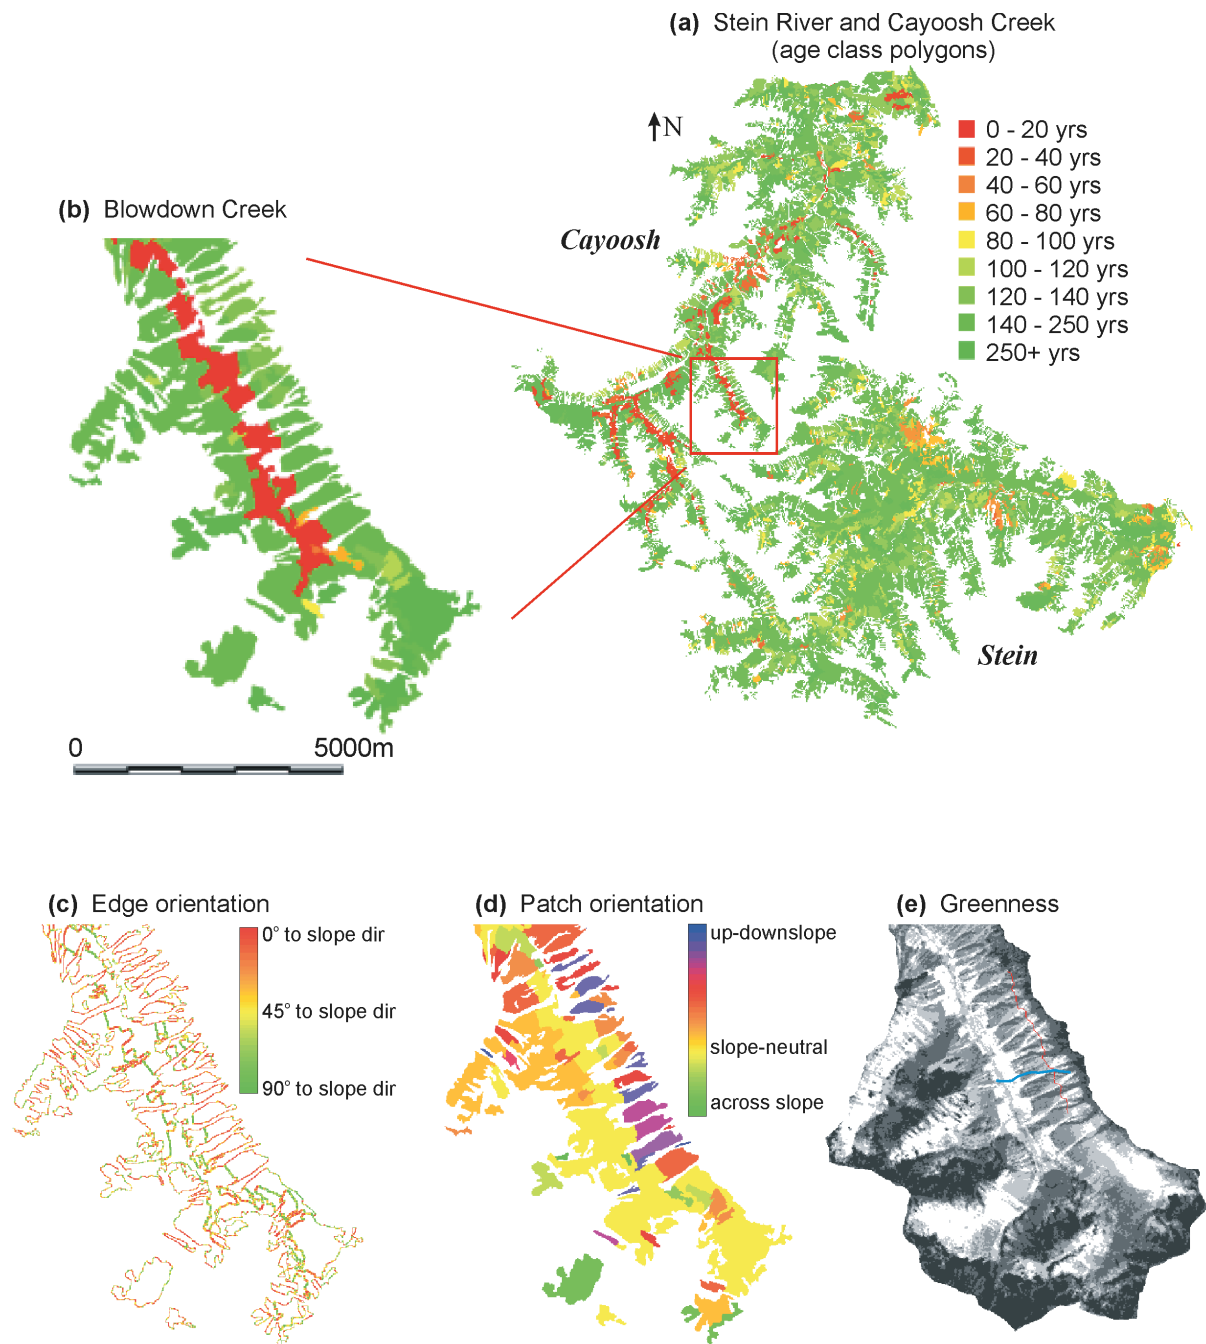 (a) Stein River and Cayoosh Creek
(age class polygons)
N
0 - 20 yrs
20 - 40 yrs
40 - 60 yrs
60 - 80 yrs
80 - 100 yrs
100 - 120 yrs
120 - 140 yrs
140 - 250 yrs
250+ yrs
Cayoosh
Stein
(b) Blowdown Creek
0 5000m
(c) Edge orientation
0° to slope dir
45° to slope dir
90° to slope dir
(d) Patch orientation
up-downslope
slope-neutral
across slope
(e) Greenness